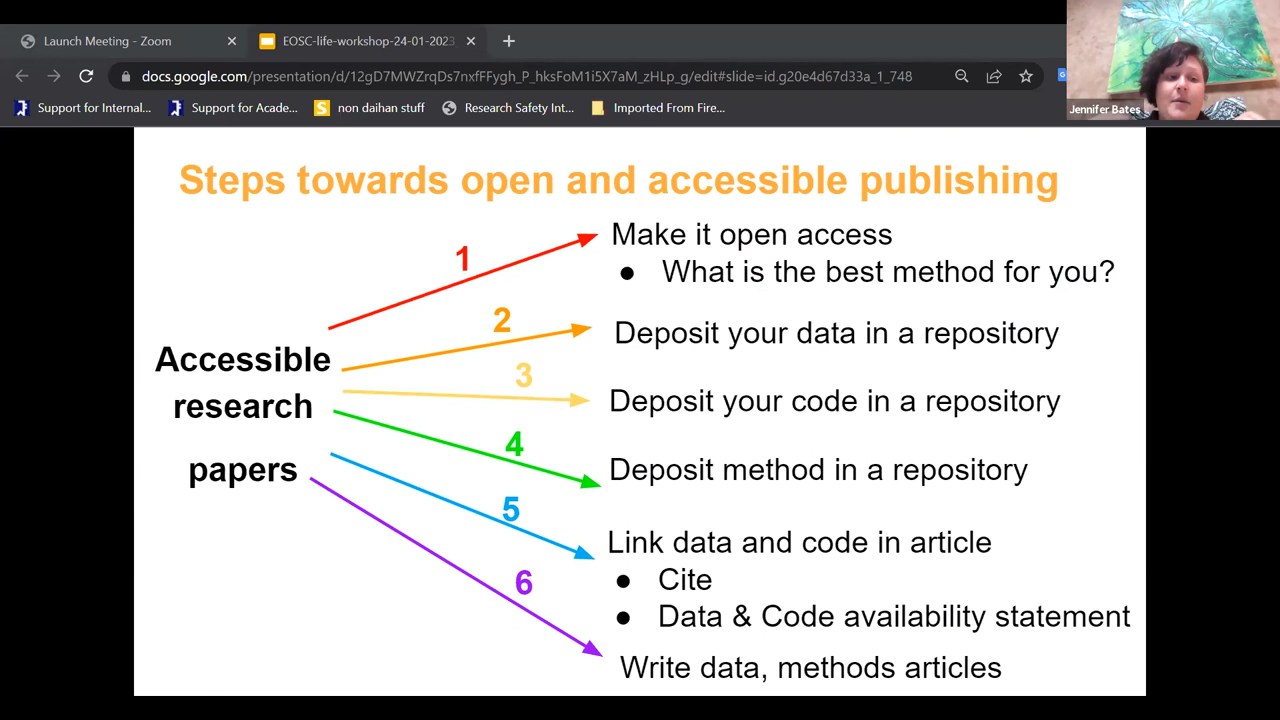 Launch Meeting - Zoom
EOSC-life-workshop-24-01-2023
docs.google.com/presentation/d/12gD7MWZrqDs7nxfFFygh_P_hksFoM1i5X7aM_zHLp_g/edit#slide=id.g20e4d67d33a_1_748
Support for Internal...
Support for Acade...
non daihan stuff
Research Safety Int...
Imported From Fire...
Jennifer Bates
Steps towards open and accessible publishing
Accessible
research
papers
1
Make it open access
● What is the best method for you?
2
Deposit your data in a repository
3
Deposit your code in a repository
4
Deposit method in a repository
5
Link data and code in article
● Cite
● Data & Code availability statement
6
Write data, methods articles